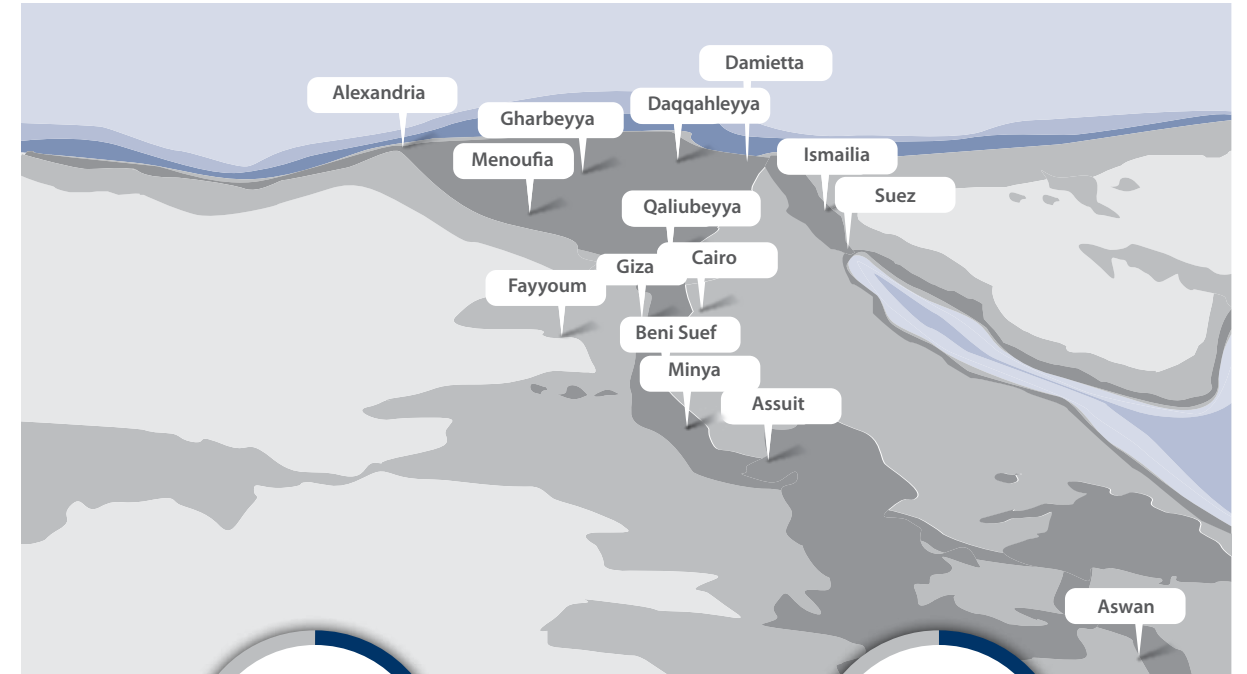 Damietta
Alexandria
Daqqahleyya
Gharbeyya
Menoufia
Ismailia
Suez
Qaliubeyya
Cairo
Giza
Fayyoum
Beni Suef
Minya
Assuit
Aswan